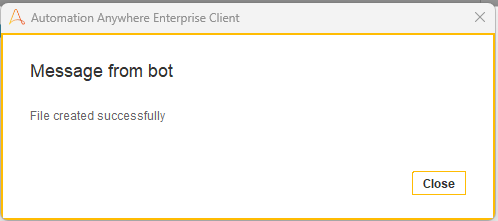 Automation Anywhere Enterprise Client
Message from bot
File created successfully
Close